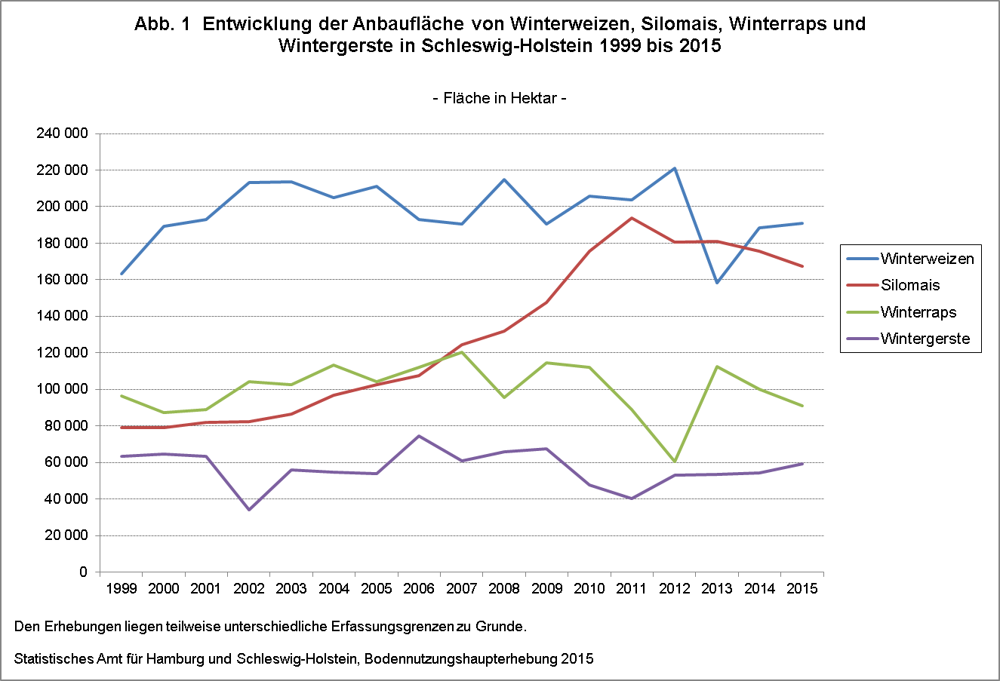 Abb. 1  Entwicklung der Anbaufläche von Winterweizen, Silomais, Winterraps und
Wintergerste in Schleswig-Holstein 1999 bis 2015
- Fläche in Hektar -
240 000
220 000
200 000
180 000
160 000
140 000
120 000
100 000
80 000
60 000
40 000
20 000
0
1999 2000 2001 2002 2003 2004 2005 2006 2007 2008 2009 2010 2011 2012 2013 2014 2015
Winterweizen
Silomais
Winterraps
Wintergerste
Den Erhebungen liegen teilweise unterschiedliche Erfassungsgrenzen zu Grunde.
Statistisches Amt für Hamburg und Schleswig-Holstein, Bodennutzungshaupterhebung 2015